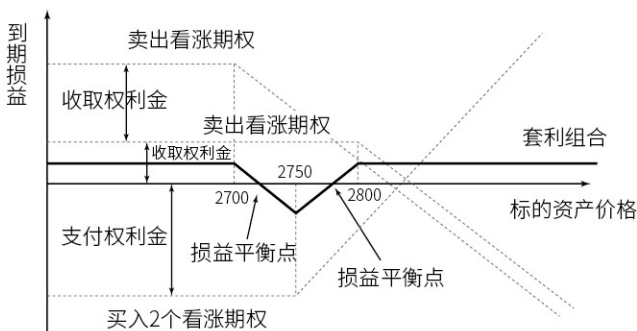 到期损益
卖出看涨期权
收取权利金
卖出看涨期权
收取权利金
套利组合
2750
2700
2800
标的资产价格
支付权利金
损益平衡点
损益平衡点
买入2个看涨期权